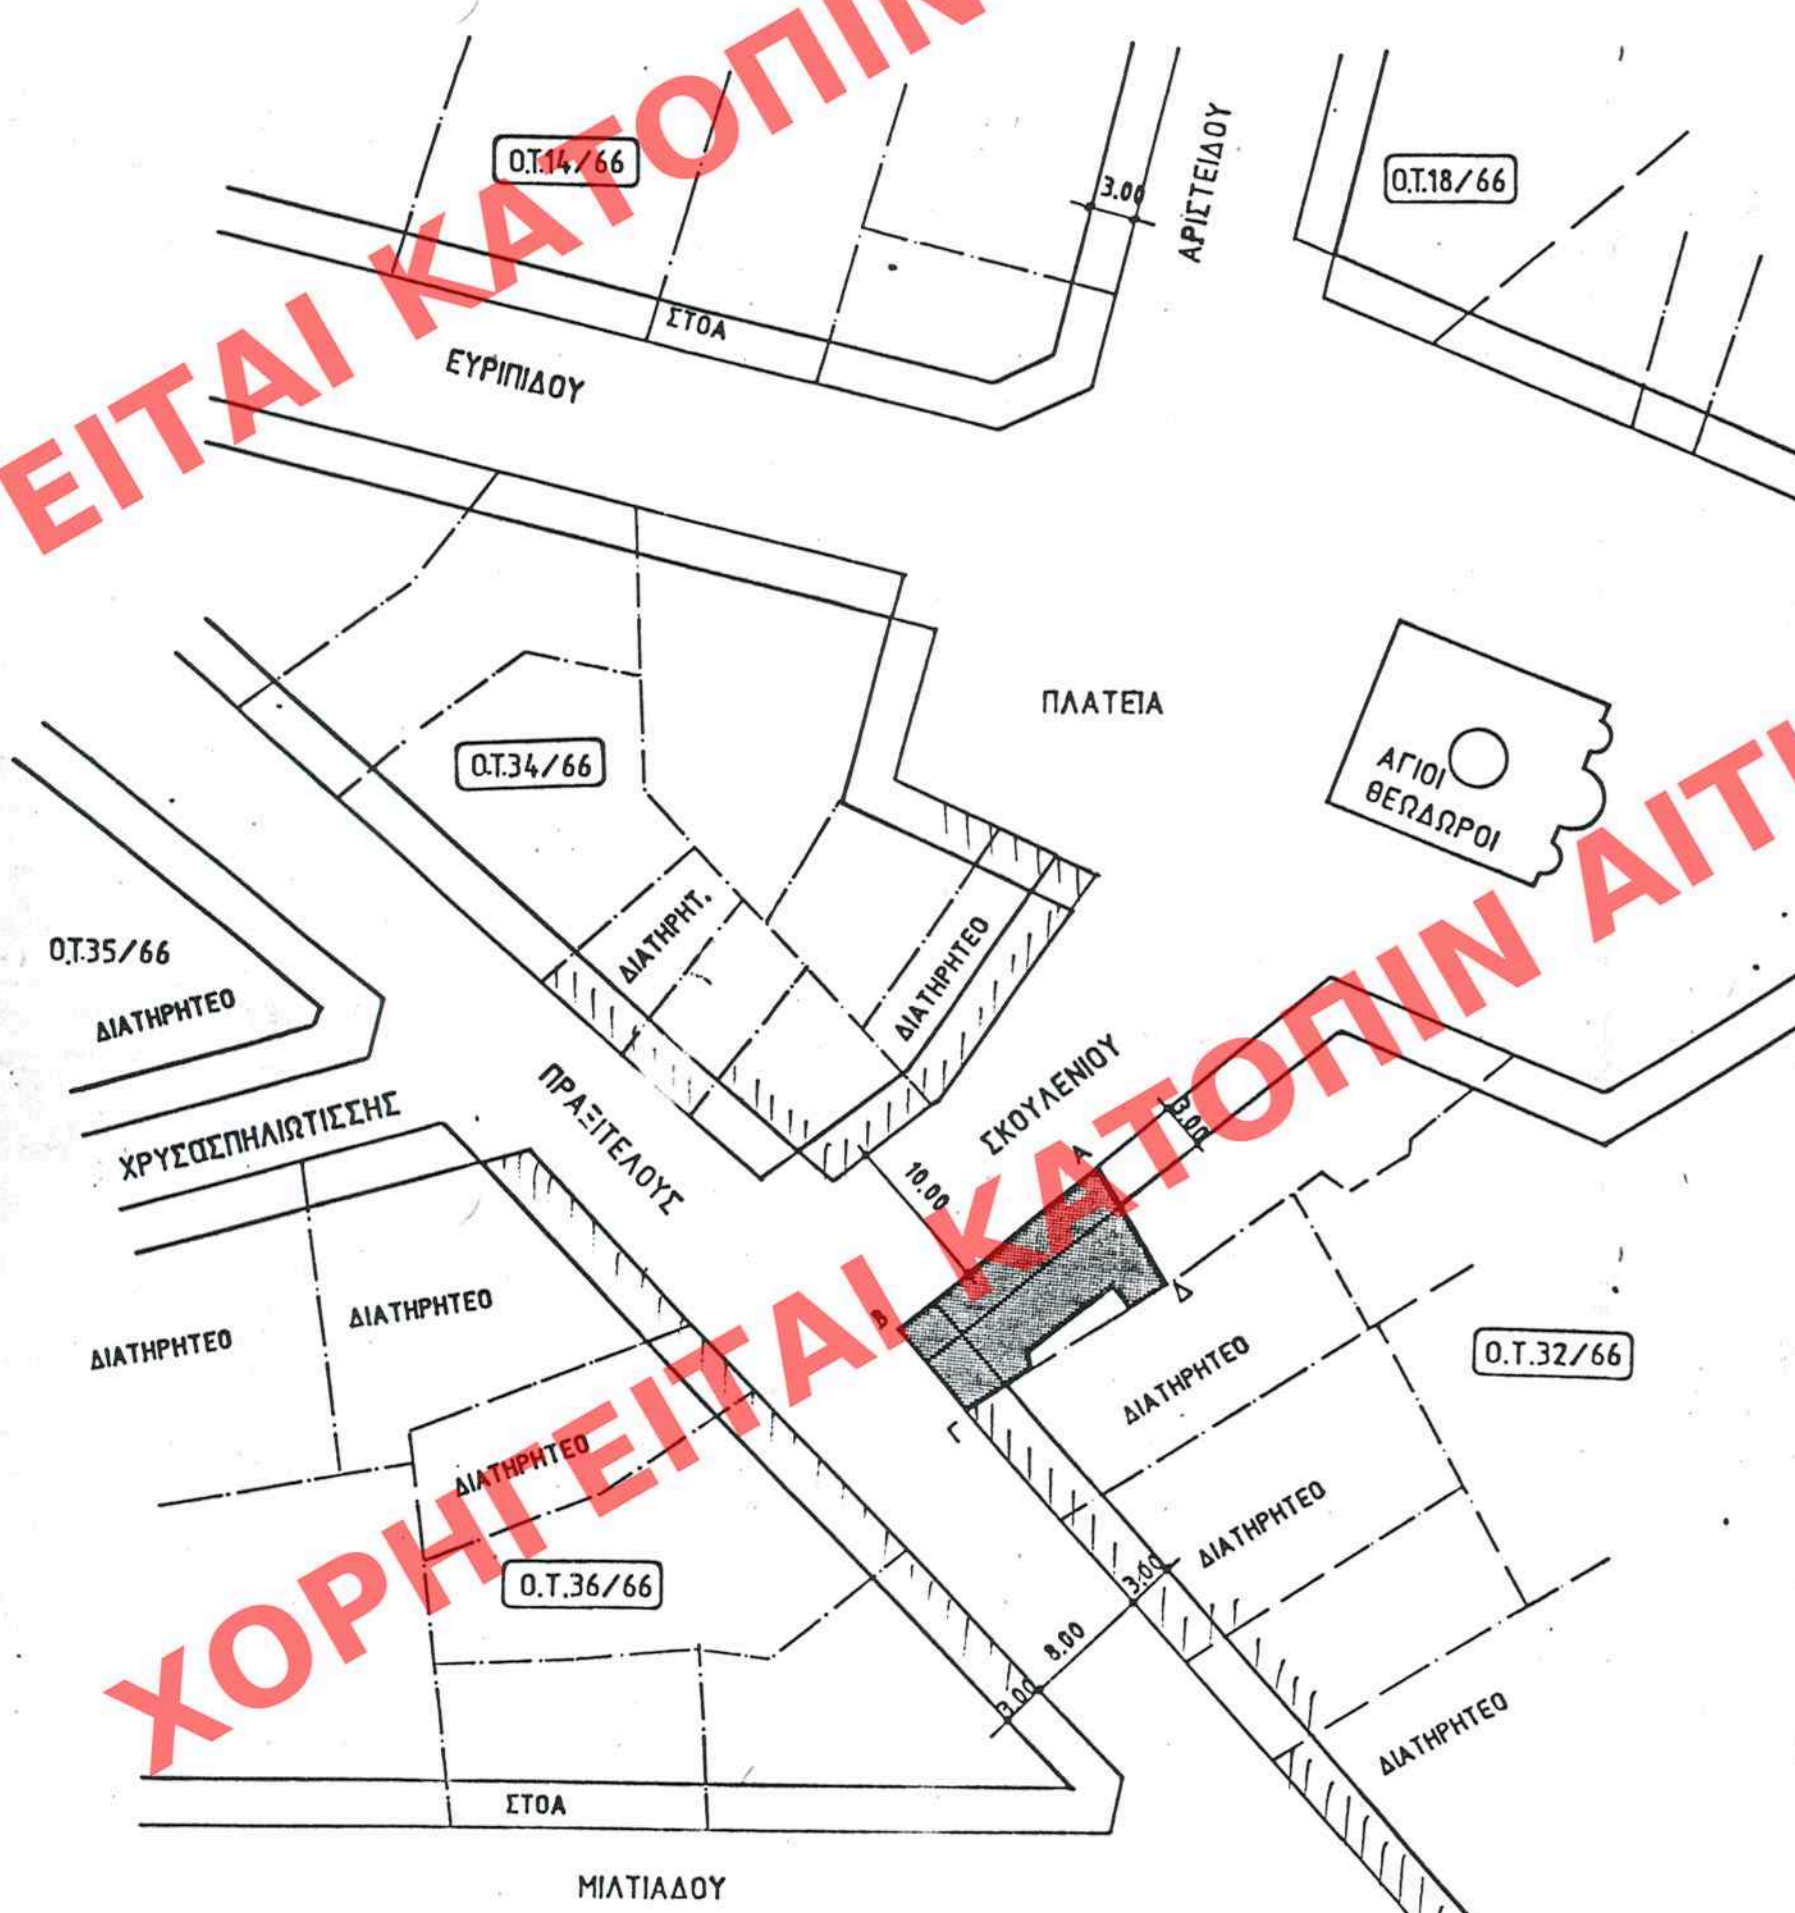 Ο.Τ.14/66
3.00
ΑΡΙΣΤΕΙΔΟΥ
Ο.Τ.18/66
ΣΤΟΑ
ΕΥΡΙΠΙΔΟΥ
ΕΙΤΑΙ ΚΑΤΟΠΙΝ
ΠΛΑΤΕΙΑ
Ο.Τ.34/66
ΑΓΙΟΙ
ΘΕΩΔΩΡΟΙ
ΔΙΑΤΗΡΗΤ.
ΔΙΑΤΗΡΗΤΕΟ
Ο.Τ.35/66
ΔΙΑΤΗΡΗΤΕΟ
ΣΚΟΥΛΕΝΙΟΥ
3.00
ΧΡΥΣΟΣΠΗΛΙΩΤΙΣΣΗΣ
ΠΡΑΞΙΤΕΛΟΥΣ
10.00
Α
Β
Δ
Γ
ΔΙΑΤΗΡΗΤΕΟ
ΔΙΑΤΗΡΗΤΕΟ
ΔΙΑΤΗΡΗΤΕΟ
Ο.Τ.32/66
ΔΙΑΤΗΡΗΤΕΟ
ΔΙΑΤΗΡΗΤΕΟ
Ο.Τ.36/66
3.00
8.00
3.00
ΔΙΑΤΗΡΗΤΕΟ
ΧΟΡΗΓΕΙΤΑΙ ΚΑΤΟΠΙΝ ΑΙΤ
ΣΤΟΑ
ΜΙΛΤΙΑΔΟΥ